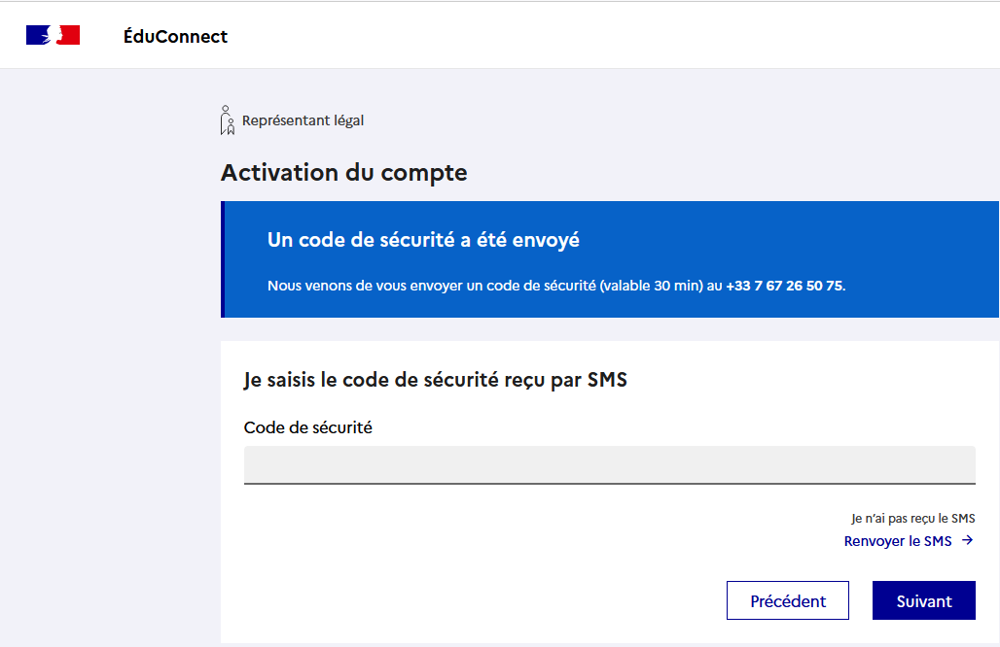 ÉduConnect
Représentant légal
Activation du compte
Un code de sécurité a été envoyé
Nous venons de vous envoyer un code de sécurité (valable 30 min) au +33 7 67 26 50 75.
Je saisis le code de sécurité reçu par SMS
Code de sécurité
Je n’ai pas reçu le SMS
Renvoyer le SMS →
Précédent
Suivant